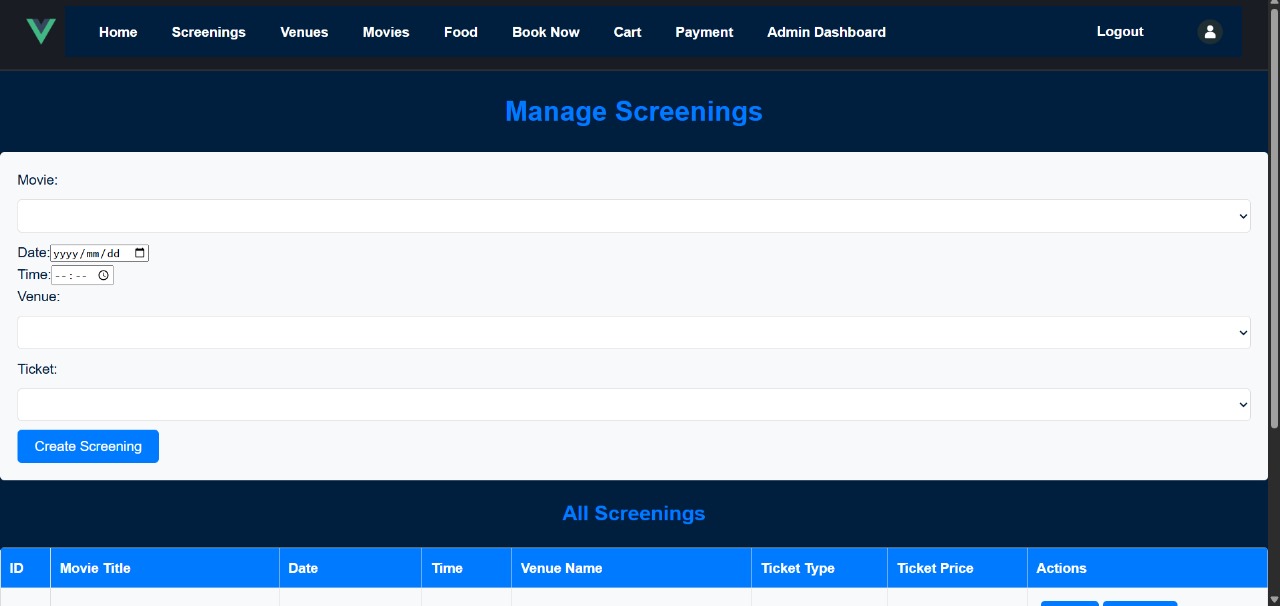 Home Screenings Venues Movies Food Book Now Cart Payment Admin Dashboard Logout
Manage Screenings
Movie:
Date: yyyy/mm/dd
Time: --:--
Venue:
Ticket:
Create Screening
All Screenings
ID Movie Title Date Time Venue Name Ticket Type Ticket Price Actions